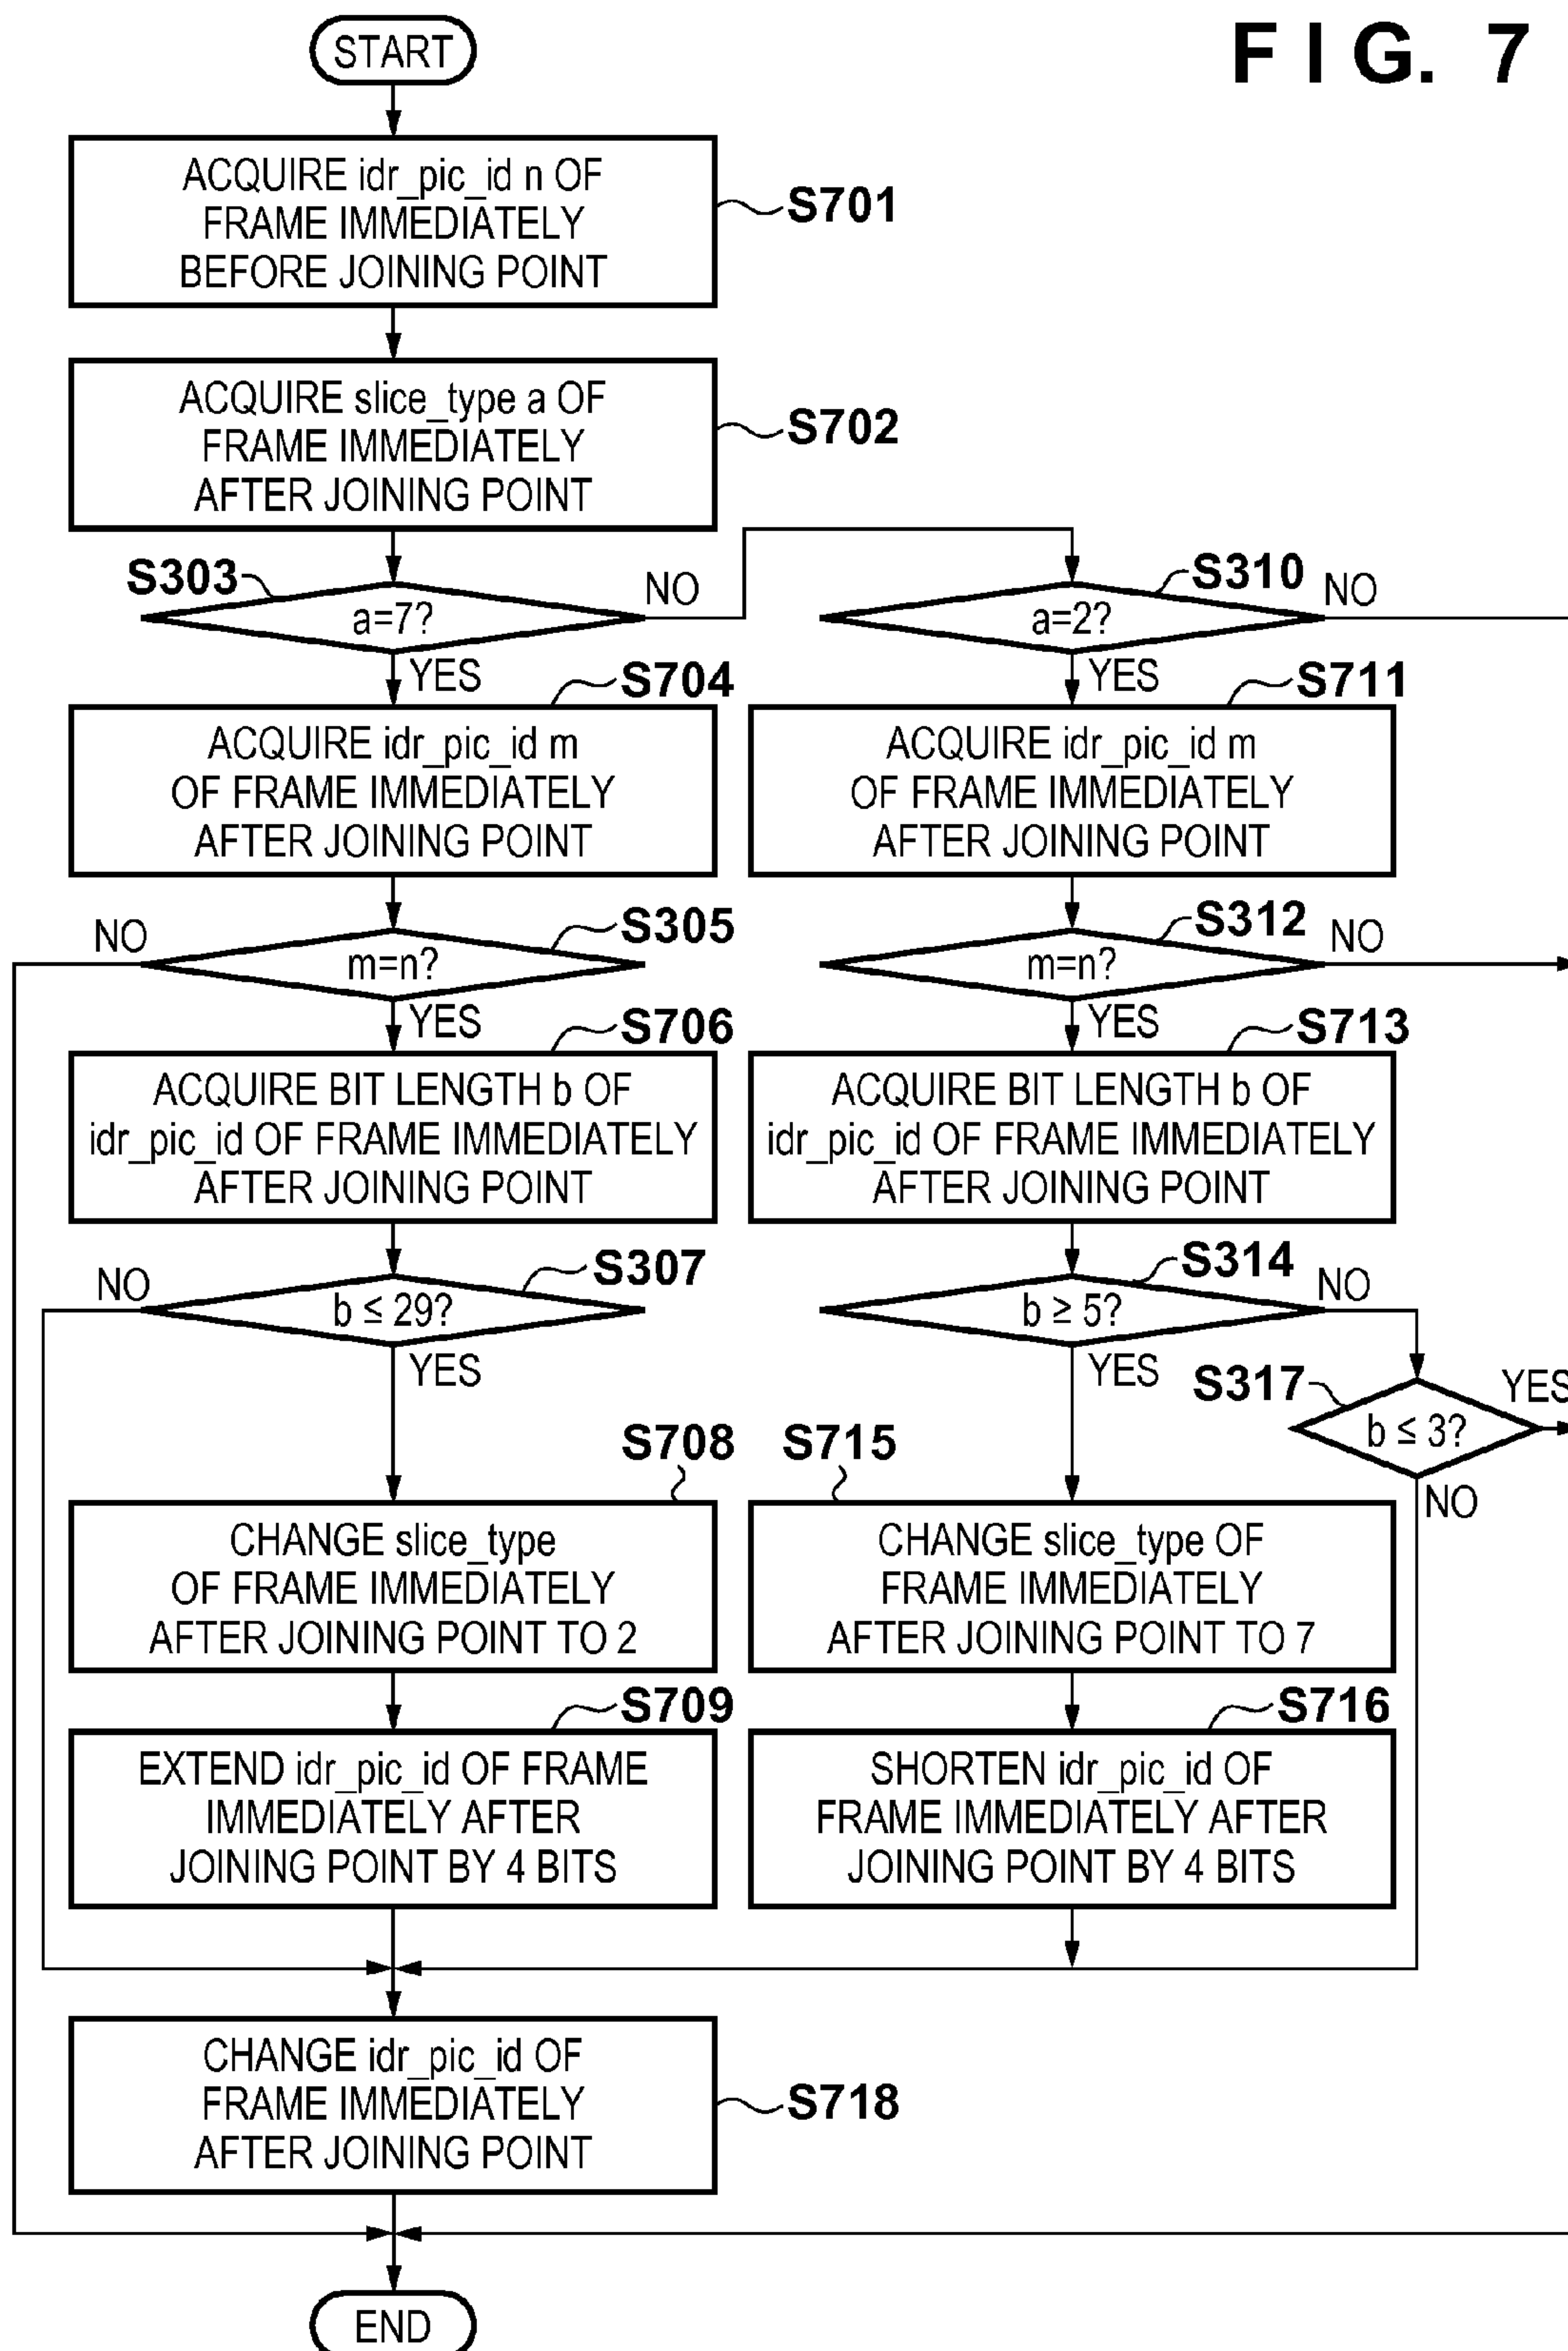 FIG. 7
START
ACQUIRE idr_pic_id n OF
FRAME IMMEDIATELY
BEFORE JOINING POINT
S701
ACQUIRE slice_type a OF
FRAME IMMEDIATELY
AFTER JOINING POINT
S702
S303
a=7?
NO
YES
S310
a=2?
NO
YES
S704
ACQUIRE idr_pic_id m
OF FRAME IMMEDIATELY
AFTER JOINING POINT
S711
ACQUIRE idr_pic_id m
OF FRAME IMMEDIATELY
AFTER JOINING POINT
NO
S305
m=n?
YES
S312
NO
m=n?
YES
S706
ACQUIRE BIT LENGTH b OF
idr_pic_id OF FRAME IMMEDIATELY
AFTER JOINING POINT
S713
ACQUIRE BIT LENGTH b OF
idr_pic_id OF FRAME IMMEDIATELY
AFTER JOINING POINT
NO
S307
b ≤ 29?
YES
S314
NO
b ≥ 5?
YES
S317
YES
b ≤ 3?
NO
S708
CHANGE slice_type
OF FRAME IMMEDIATELY
AFTER JOINING POINT TO 2
S715
CHANGE slice_type OF
FRAME IMMEDIATELY
AFTER JOINING POINT TO 7
S709
EXTEND idr_pic_id OF FRAME
IMMEDIATELY AFTER
JOINING POINT BY 4 BITS
S716
SHORTEN idr_pic_id OF
FRAME IMMEDIATELY AFTER
JOINING POINT BY 4 BITS
CHANGE idr_pic_id OF
FRAME IMMEDIATELY
AFTER JOINING POINT
S718
END